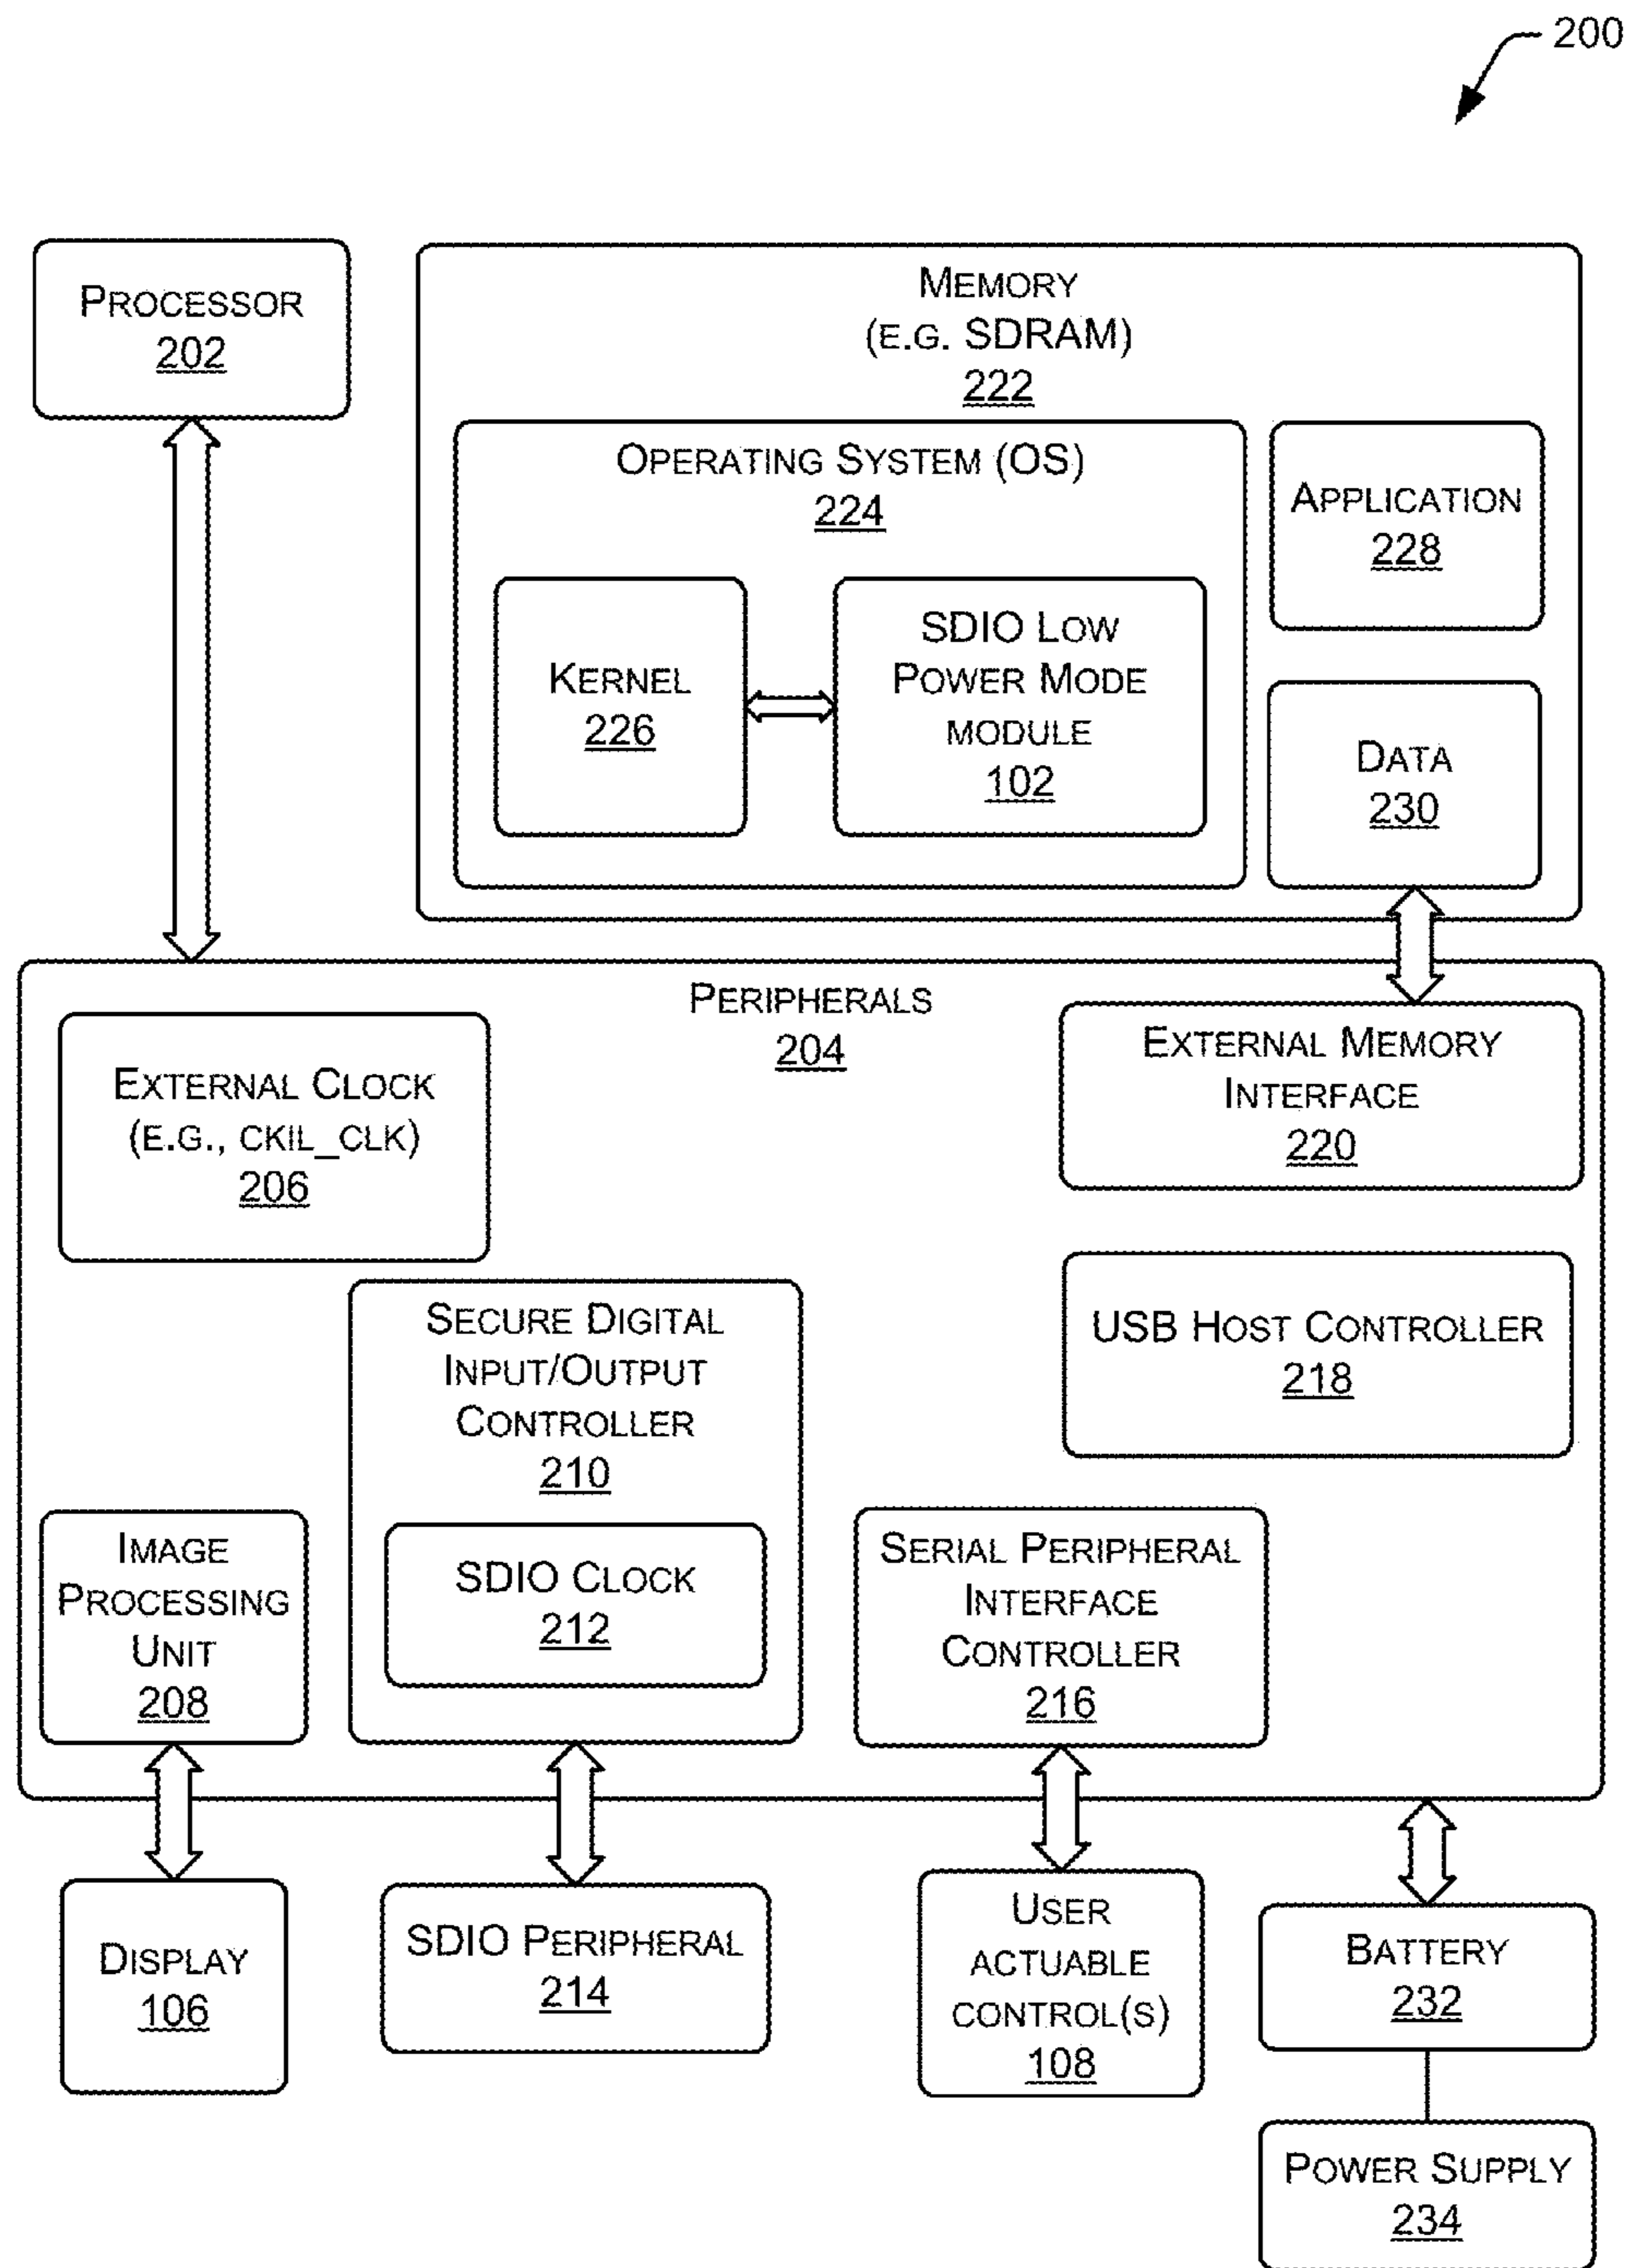 200
PROCESSOR
202
MEMORY
(E.G. SDRAM)
222
OPERATING SYSTEM (OS)
224
KERNEL
226
SDIO LOW
POWER MODE
MODULE
102
APPLICATION
228
DATA
230
PERIPHERALS
204
EXTERNAL CLOCK
(E.G., CKIL_CLK)
206
EXTERNAL MEMORY
INTERFACE
220
SECURE DIGITAL
INPUT/OUTPUT
CONTROLLER
210
SDIO CLOCK
212
USB HOST CONTROLLER
218
IMAGE
PROCESSING
UNIT
208
SERIAL PERIPHERAL
INTERFACE
CONTROLLER
216
DISPLAY
106
SDIO PERIPHERAL
214
USER
ACTUABLE
CONTROL(S)
108
BATTERY
232
POWER SUPPLY
234